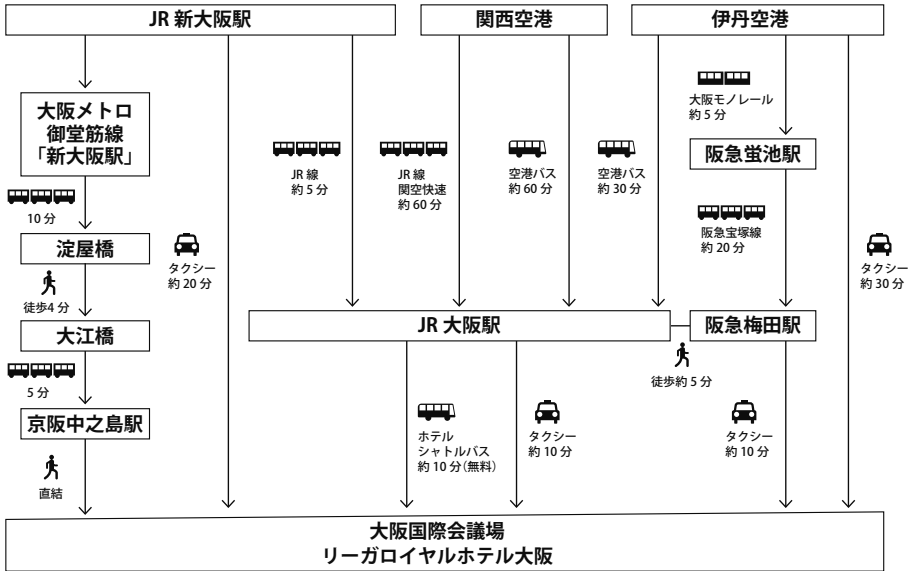 JR 新大阪駅
関西空港
伊丹空港
大阪メトロ
御堂筋線
「新大阪駅」
10 分
淀屋橋
徒歩4 分
大江橋
5 分
京阪中之島駅
直結
タクシー
約 20 分
JR 線
約 5 分
JR 線
関空快速
約 60 分
空港バス
約 60 分
空港バス
約 30 分
大阪モノレール
約 5 分
阪急蛍池駅
阪急宝塚線
約 20 分
タクシー
約 30 分
JR 大阪駅
阪急梅田駅
徒歩約 5 分
ホテル
シャトルバス
約 10 分（無料）
タクシー
約 10 分
タクシー
約 10 分
大阪国際会議場
リーガロイヤルホテル大阪